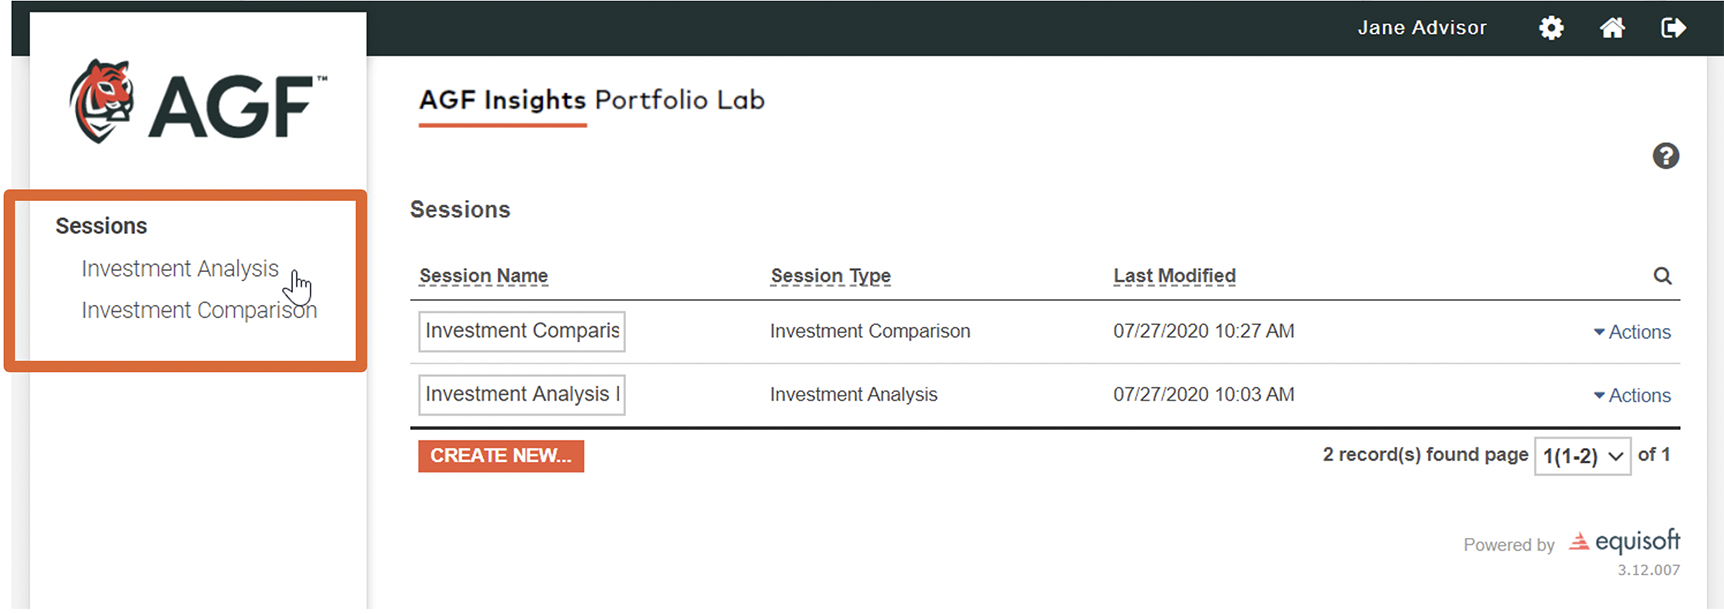 Jane Advisor
AGF™
AGF Insights Portfolio Lab
?
Sessions
Investment Analysis
Investment Comparison
Sessions
Session Name Session Type Last Modified
Investment Comparis Investment Comparison 07/27/2020 10:27 AM Actions
Investment Analysis I Investment Analysis 07/27/2020 10:03 AM Actions
CREATE NEW... 2 record(s) found page 1(1-2) of 1
Powered by equisoft
3.12.007